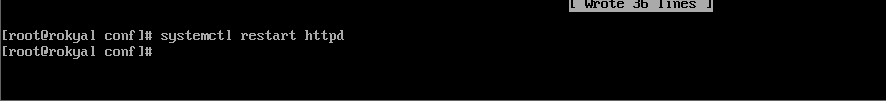 [ Wrote 36 lines ]
[root@rokyal conf]# systemctl restart httpd
[root@rokyal conf]#